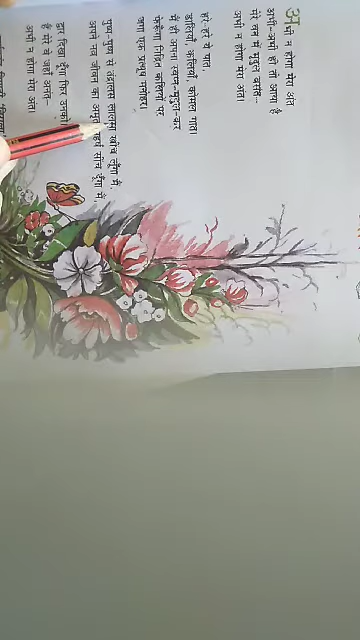 अभी न होगा मेरा अंत
अभी-अभी ही तो आया है
मेरे वन में मृदुल वसंत–
अभी न होगा मेरा अंत।
हरे-हरे ये पात
डालियाँ, कलियाँ, कोमल गात।
मैं ही अपना स्वप्न-मृदुल-कर
फेरूँगा निद्रित कलियों पर
जगा एक प्रत्यूष मनोहर।
पुष्प-पुष्प से तंद्रालस लालसा खींच लूँगा मैं,
अपने नव जीवन का अमृत सहर्ष सींच दूँगा मैं,
द्वार दिखा दूँगा फिर उनको।
हैं मेरे वे जहाँ अनंत–
अभी न होगा मेरा अंत।